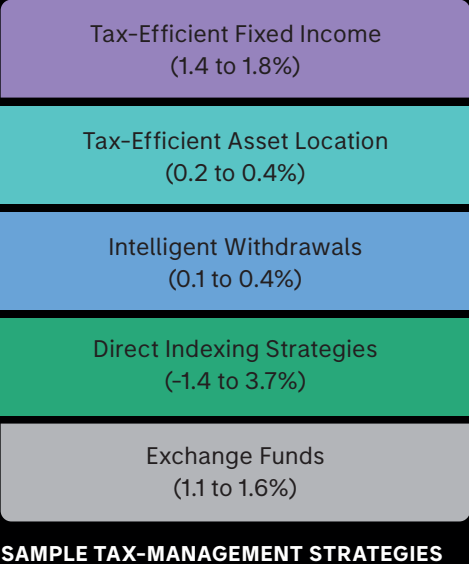 Tax-Efficient Fixed Income
(1.4 to 1.8%)
Tax-Efficient Asset Location
(0.2 to 0.4%)
Intelligent Withdrawals
(0.1 to 0.4%)
Direct Indexing Strategies
(-1.4 to 3.7%)
Exchange Funds
(1.1 to 1.6%)
SAMPLE TAX-MANAGEMENT STRATEGIES